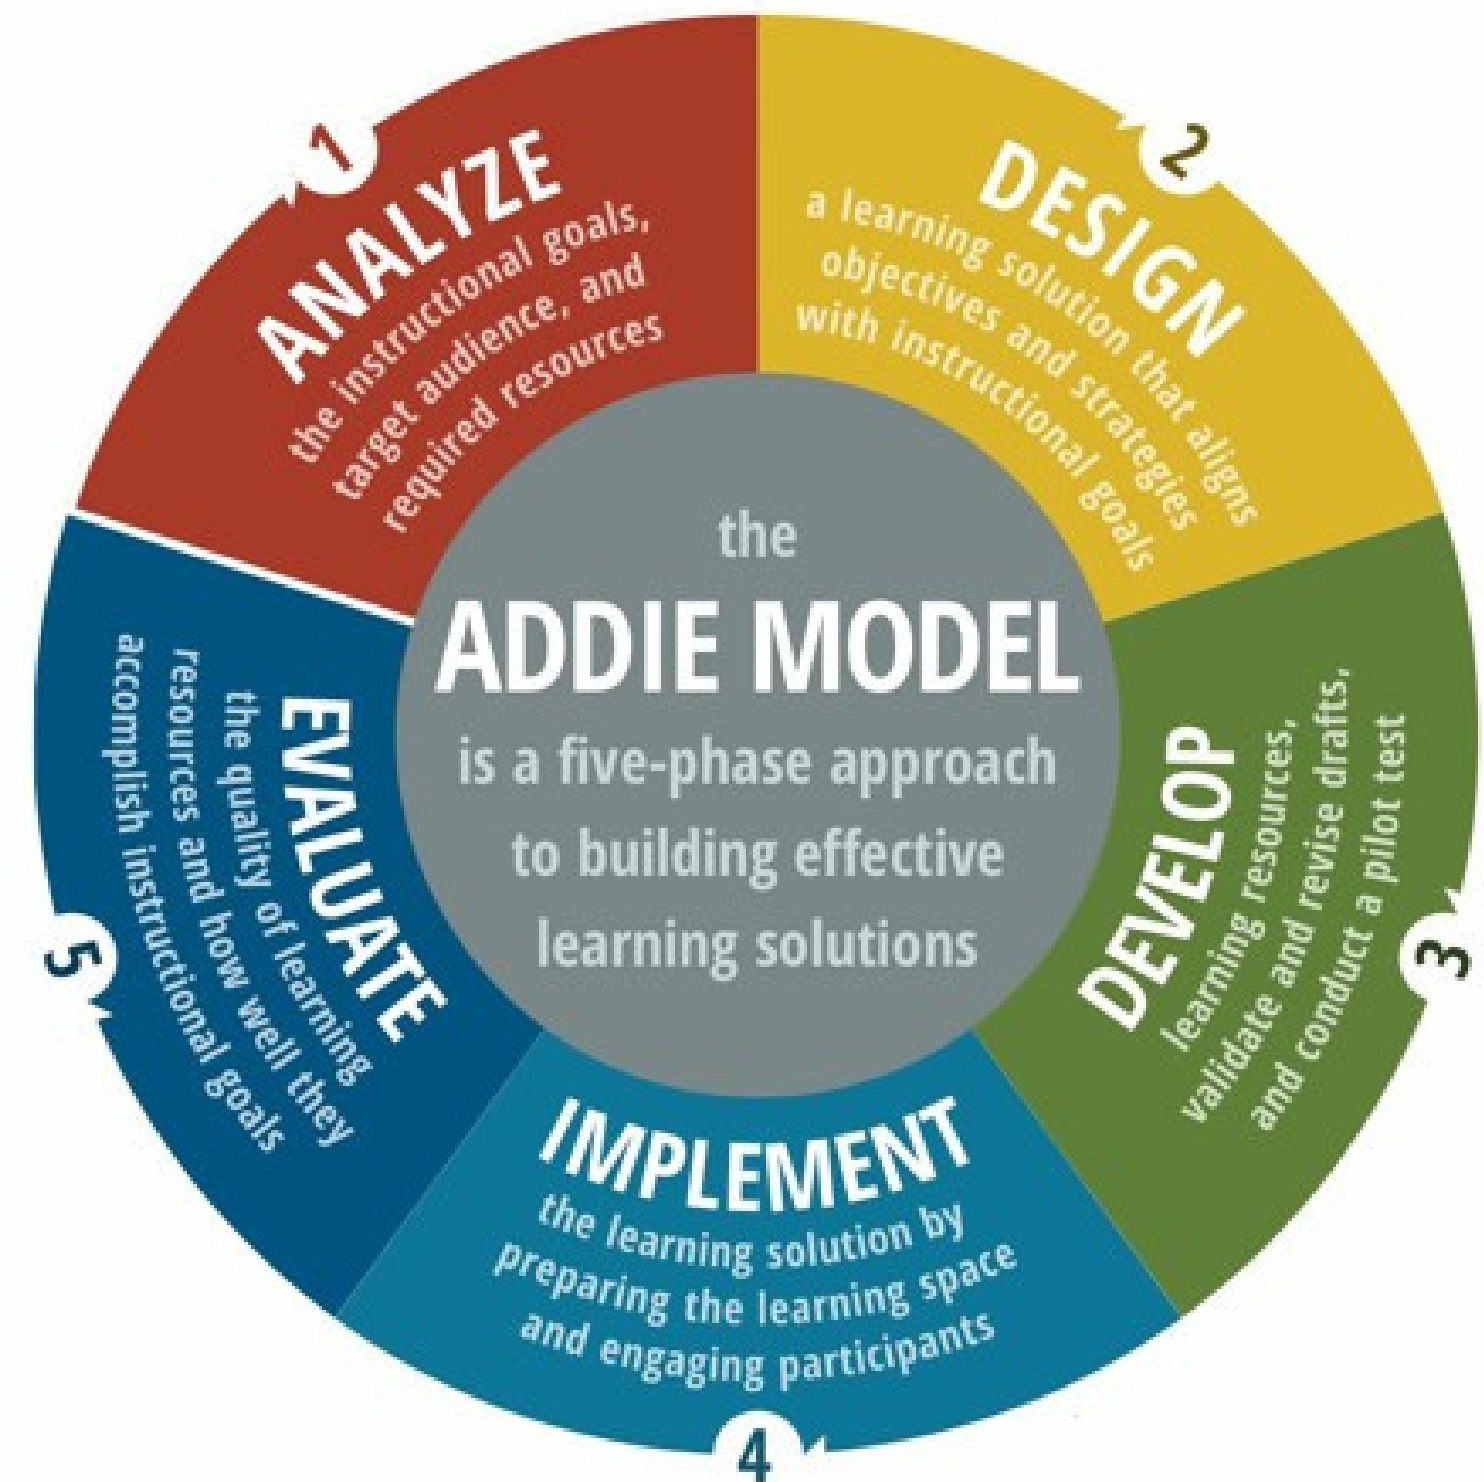 the
ADDIE MODEL
is a five-phase approach
to building effective
learning solutions
1
ANALYZE
the instructional goals,
target audience, and
required resources
2
DESIGN
a learning solution that aligns
objectives and strategies
with instructional goals
3
DEVELOP
learning resources,
validate and revise drafts,
and conduct a pilot test
4
IMPLEMENT
the learning solution by
preparing the learning space
and engaging participants
5
EVALUATE
the quality of learning
resources and how well they
accomplish instructional goals